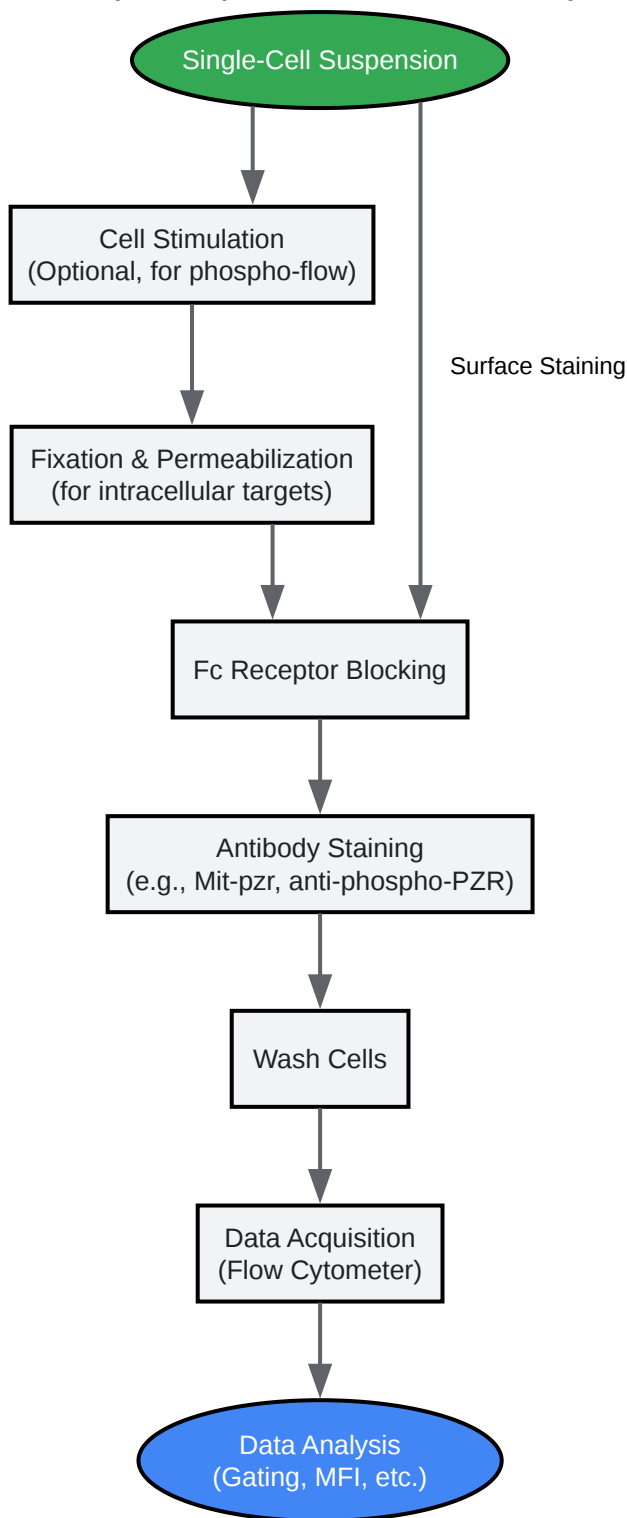 Single-Cell Suspension
Cell Stimulation
(Optional, for phospho-flow)
Surface Staining
Fixation & Permeabilization
(for intracellular targets)
Fc Receptor Blocking
Antibody Staining
(e.g., Mit-pzr, anti-phospho-PZR)
Wash Cells
Data Acquisition
(Flow Cytometer)
Data Analysis
(Gating, MFI, etc.)